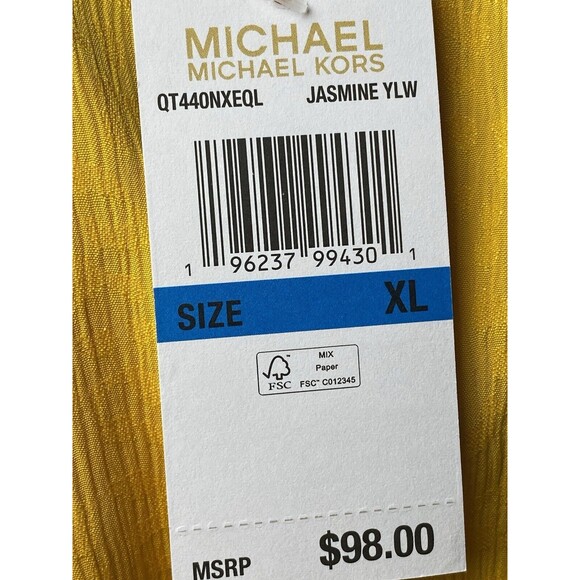 MICHAEL
MICHAEL KORS
QT440NXEQL JASMINE YLW
1 96237 99430 1
SIZE XL
MIX
Paper
FSC™ C012345
FSC
MSRP $98.00